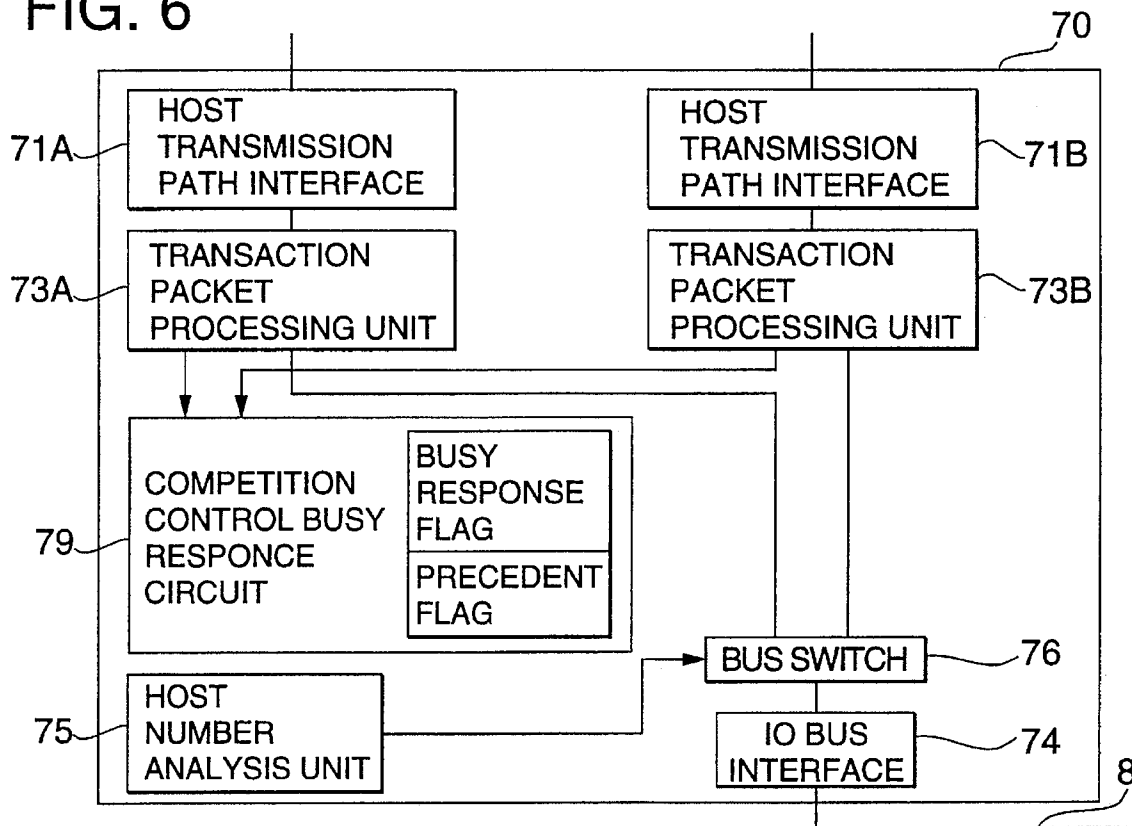 FIG. 6
70
HOST
TRANSMISSION
PATH INTERFACE
71A
HOST
TRANSMISSION
PATH INTERFACE
71B
TRANSACTION
PACKET
PROCESSING UNIT
73A
TRANSACTION
PACKET
PROCESSING UNIT
73B
COMPETITION
CONTROL BUSY
RESPONCE
CIRCUIT
79
BUSY
RESPONSE
FLAG
PRECEDENT
FLAG
BUS SWITCH
76
HOST
NUMBER
ANALYSIS UNIT
75
IO BUS
INTERFACE
74
8